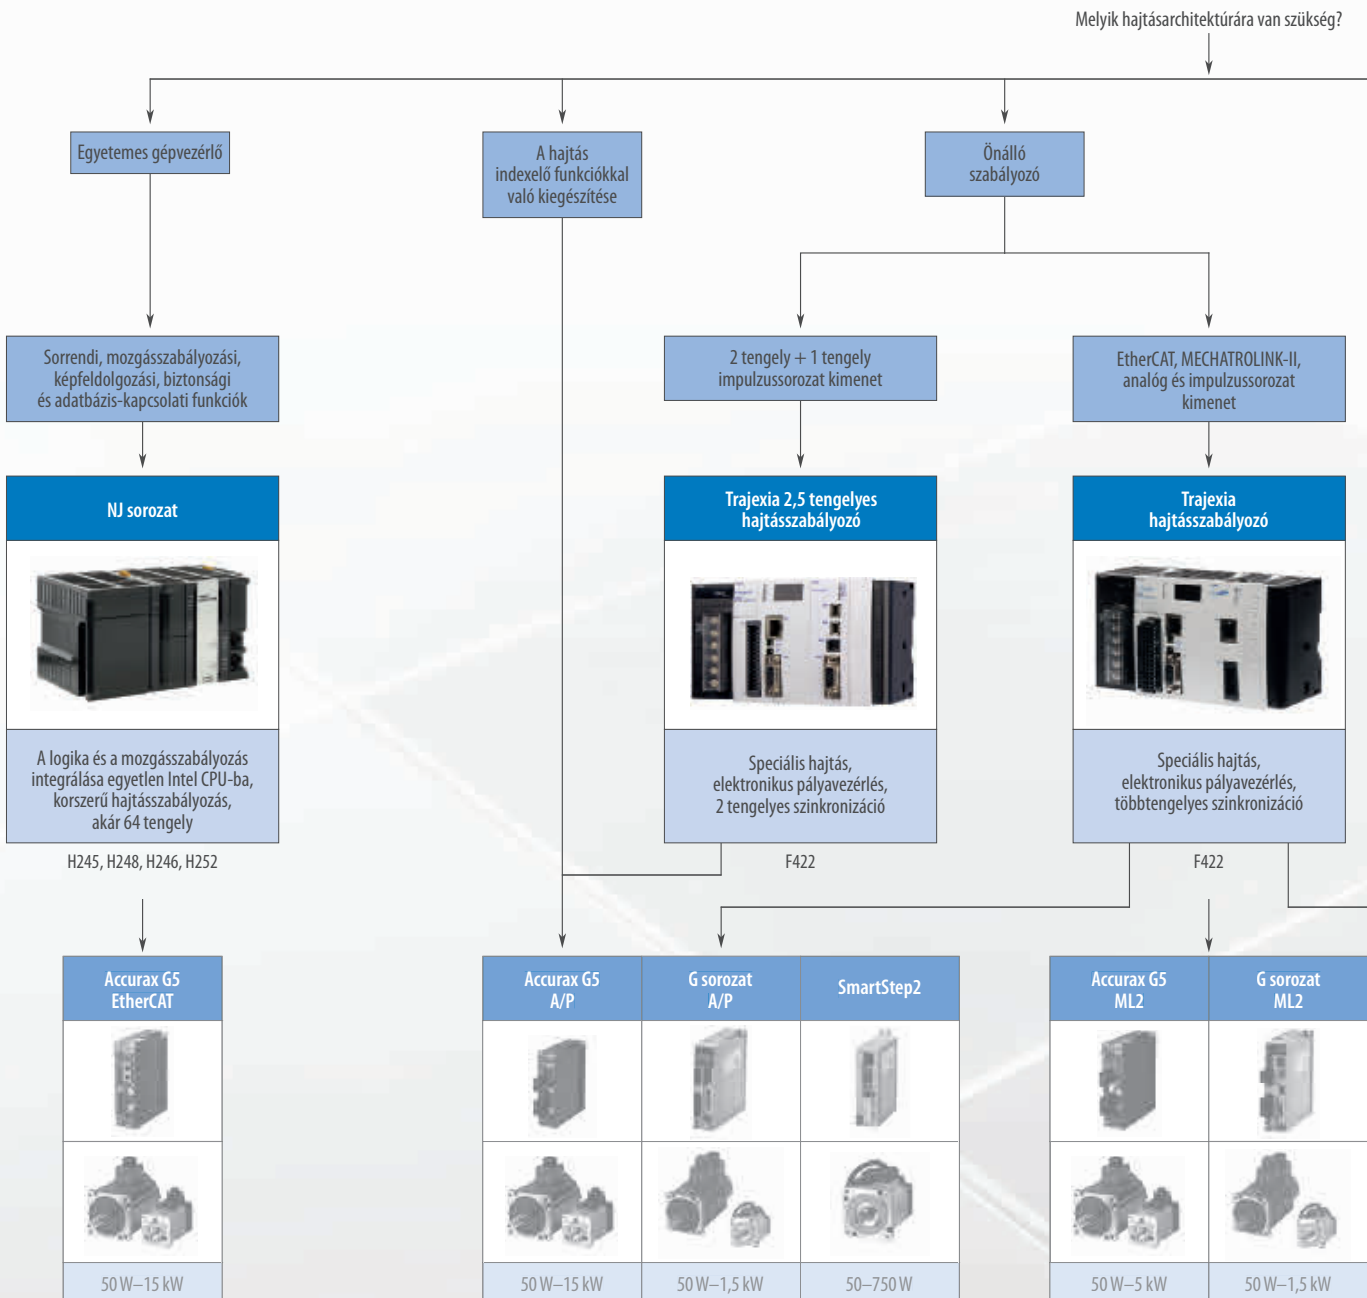 Melyik hajtásarchitektúrára van szükség?
Egyetemes gépvezérlő
A hajtás
indexelő funkciókkal
való kiegészítése
Önálló
szabályozó
Sorrendi, mozgásszabályozási,
képfeldolgozási, biztonsági
és adatbázis-kapcsolati funkciók
2 tengely + 1 tengely
impulzussorozat kimenet
EtherCAT, MECHATROLINK-II,
analóg és impulzussorozat
kimenet
NJ sorozat
Trajexia 2,5 tengelyes
hajtásszabályozó
Trajexia
hajtásszabályozó
A logika és a mozgásszabályozás
integrálása egyetlen Intel CPU-ba,
korszerű hajtásszabályozás,
akár 64 tengely
Speciális hajtás,
elektronikus pályavezérlés,
2 tengelyes szinkronizáció
Speciális hajtás,
elektronikus pályavezérlés,
többtengelyes szinkronizáció
H245, H248, H246, H252
F422
F422
Accurax G5
EtherCAT
Accurax G5
A/P
G sorozat
A/P
SmartStep2
Accurax G5
ML2
G sorozat
ML2
50 W–15 kW
50 W–15 kW
50 W–1,5 kW
50–750 W
50 W–5 kW
50 W–1,5 kW